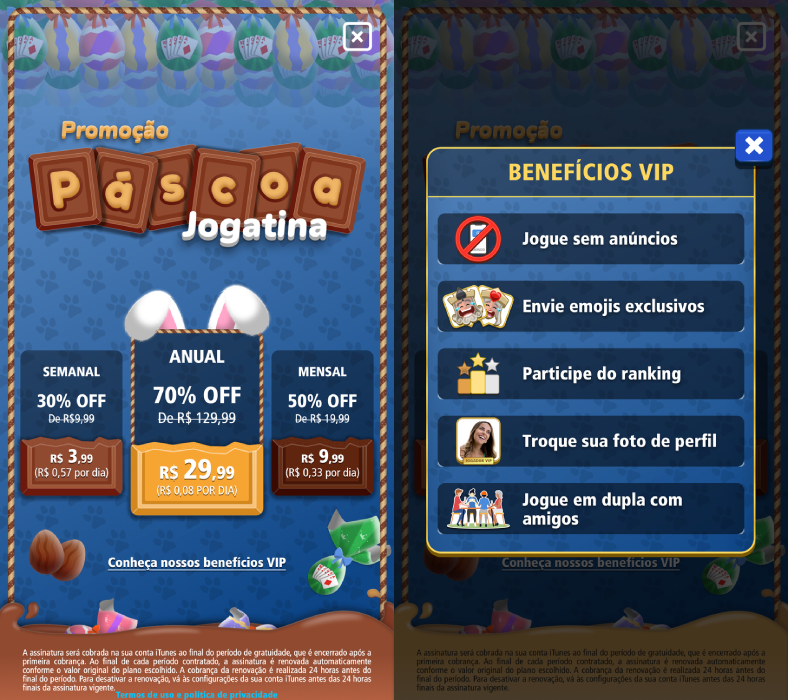 Promoção
Páscoa
Jogatina
SEMANAL
30% OFF
De R$9,99
R$ 3,99
(R$ 0,57 por dia)
ANUAL
70% OFF
De R$ 129,99
R$ 29,99
(R$ 0,08 POR DIA)
MENSAL
50% OFF
De R$ 19,99
R$ 9,99
(R$ 0,33 por dia)
Conheça nossos benefícios VIP
A assinatura será cobrada na sua conta iTunes ao final do período de gratuidade, que é encerrado após a
primeira cobrança. Ao final de cada período contratado, a assinatura é renovada automaticamente
conforme o valor original do plano escolhido. A cobrança da renovação é realizada 24 horas antes do
final do período. Para desativar a renovação, vá às configurações da sua conta iTunes antes das 24 horas
finais da assinatura vigente.
Termos de uso e política de privacidade
Promoção
BENEFÍCIOS VIP
Jogue sem anúncios
Envie emojis exclusivos
Participe do ranking
Troque sua foto de perfil
JOGADOR VIP
Jogue em dupla com
amigos
Conheça nossos benefícios VIP
A assinatura será cobrada na sua conta iTunes ao final do período de gratuidade, que é encerrado após a
primeira cobrança. Ao final de cada período contratado, a assinatura é renovada automaticamente
conforme o valor original do plano escolhido. A cobrança da renovação é realizada 24 horas antes do
final do período. Para desativar a renovação, vá às configurações da sua conta iTunes antes das 24 horas
finais da assinatura vigente.
Termos de uso e política de privacidade